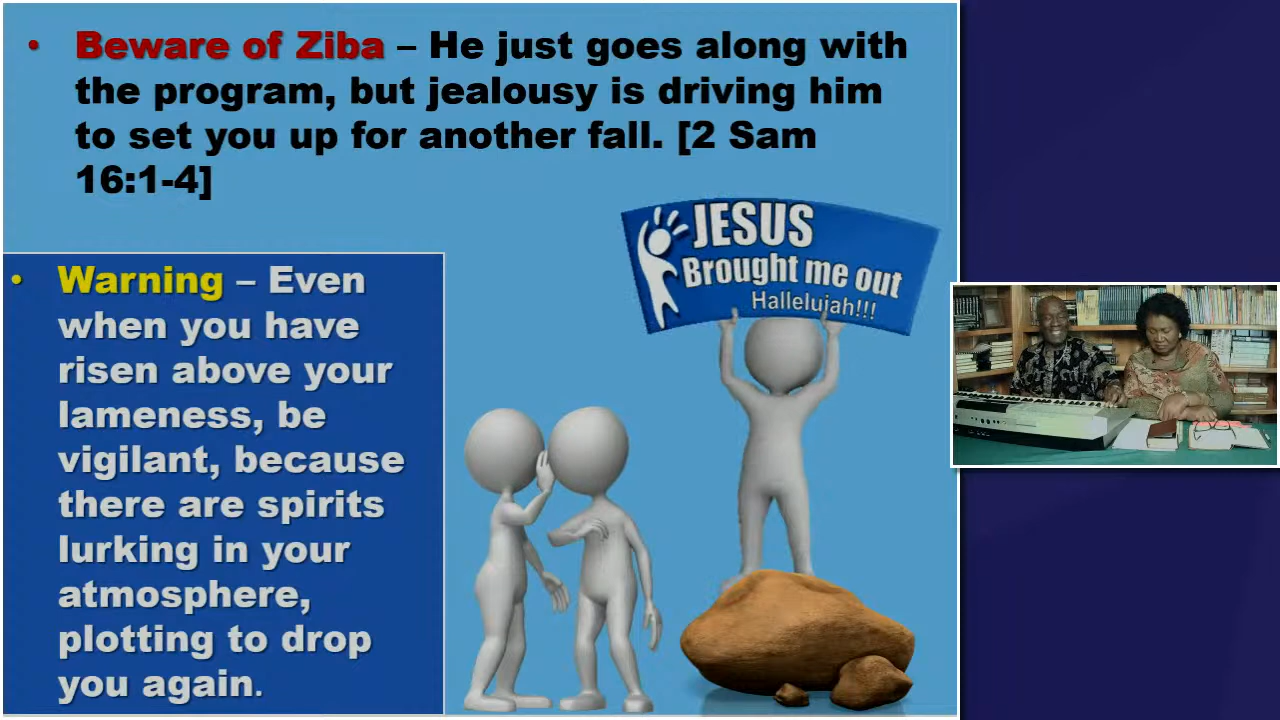 • Beware of Ziba – He just goes along with
the program, but jealousy is driving him
to set you up for another fall. [2 Sam
16:1-4]
JESUS
Brought me out
Hallelujah!!!
• Warning – Even
when you have
risen above your
lameness, be
vigilant, because
there are spirits
lurking in your
atmosphere,
plotting to drop
you again.